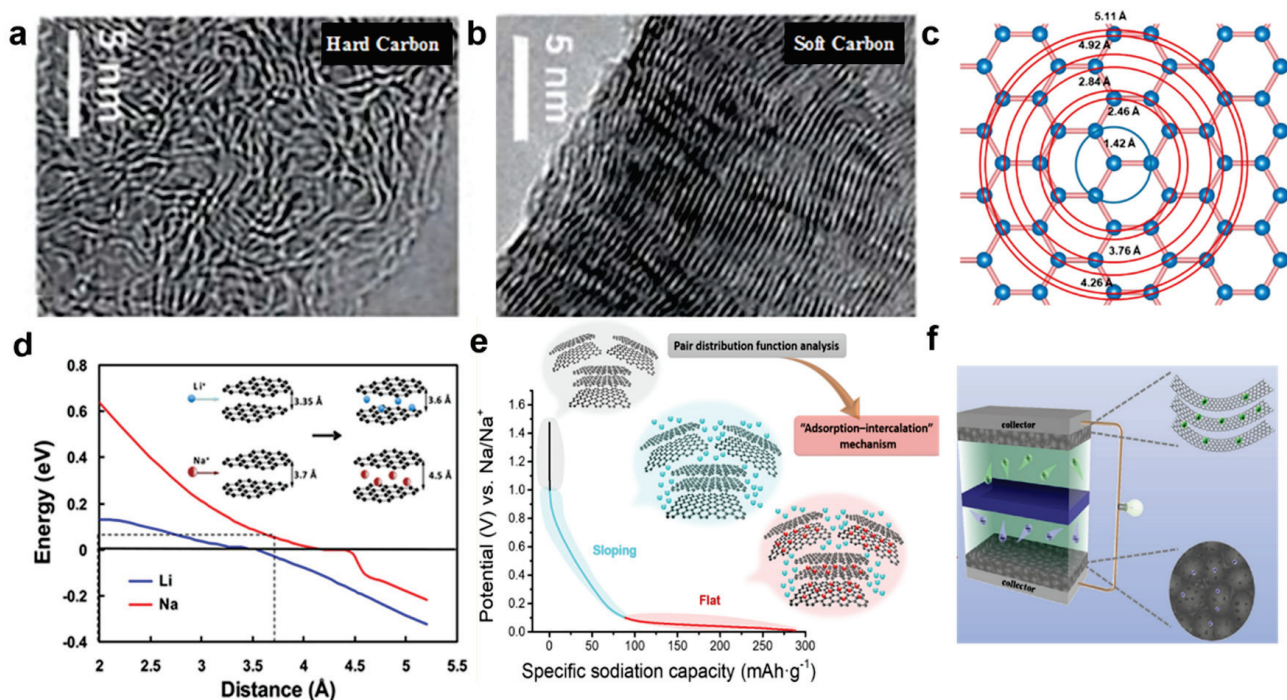 a
5 nm
Hard Carbon
b
5 nm
Soft Carbon
c
5.11 Å
4.92 Å
2.84 Å
2.46 Å
1.42 Å
3.76 Å
4.26 Å
d
Energy (eV)
0.8
0.6
0.4
0.2
0
-0.2
-0.4
Li⁺
3.35 Å
3.6 Å
Na⁺
3.7 Å
4.5 Å
Li
Na
2 2.5 3 3.5 4 4.5 5 5.5
Distance (Å)
e
Pair distribution function analysis
"Adsorption–intercalation"
mechanism
Potential (V) vs. Na/Na⁺
1.6
1.4
1.2
1.0
0.8
0.6
0.4
0.2
0.0
Sloping
Flat
0 50 100 150 200 250 300
Specific sodiation capacity (mAh·g⁻¹)
f
collector
collector